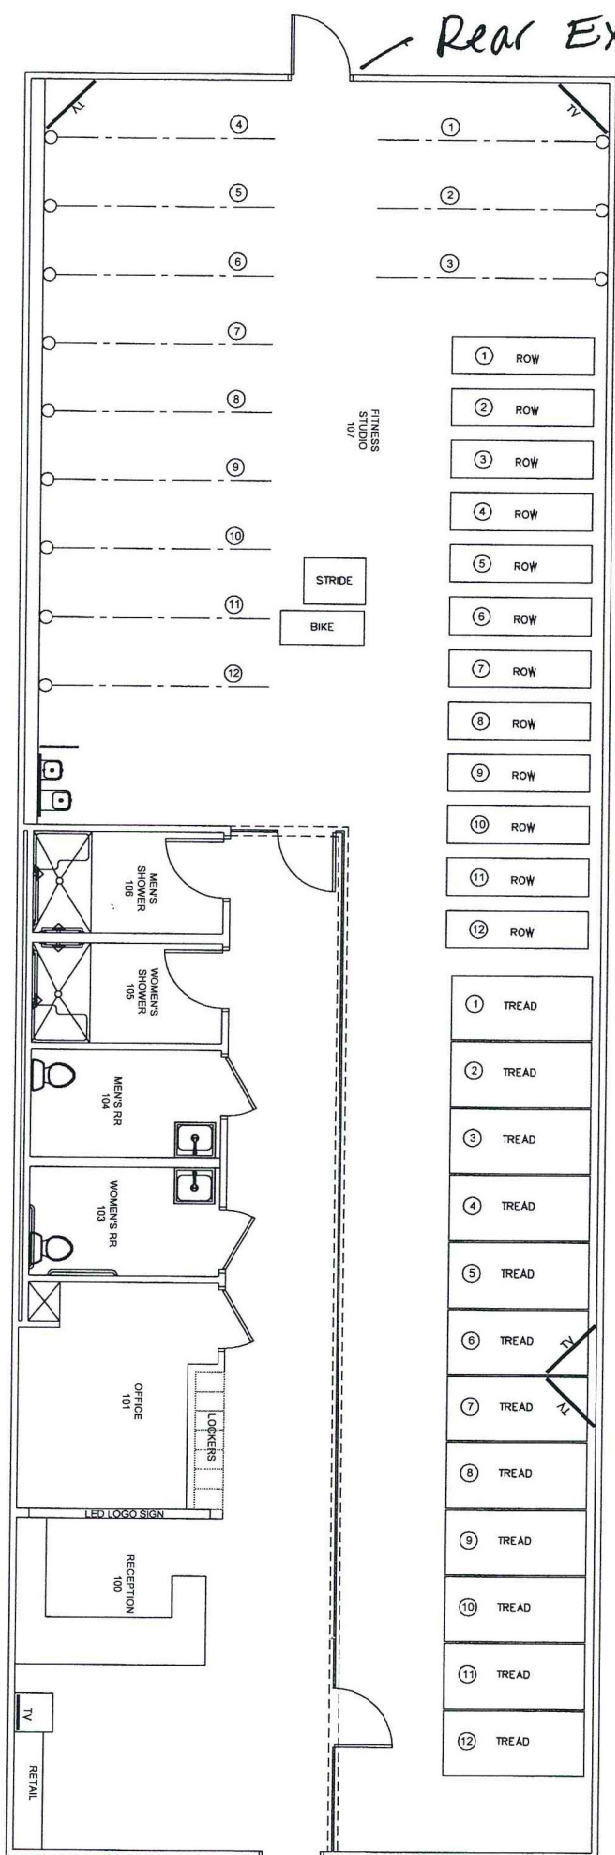 Rear Ex
TV
TV
4
1
5
2
6
3
7
1 ROW
8
2 ROW
FITNESS
STUDIO
107
9
3 ROW
4 ROW
10
5 ROW
STRIDE
11
6 ROW
BIKE
12
7 ROW
8 ROW
9 ROW
10 ROW
11 ROW
12 ROW
MEN'S
SHOWER
106
WOMEN'S
SHOWER
105
MEN'S RR
104
WOMEN'S RR
103
1 TREAD
2 TREAD
3 TREAD
4 TREAD
5 TREAD
6 TREAD
TV
TV
7 TREAD
8 TREAD
9 TREAD
10 TREAD
11 TREAD
12 TREAD
OFFICE
101
LOCKERS
LED LOGO SIGN
RECEPTION
100
TV
RETAIL